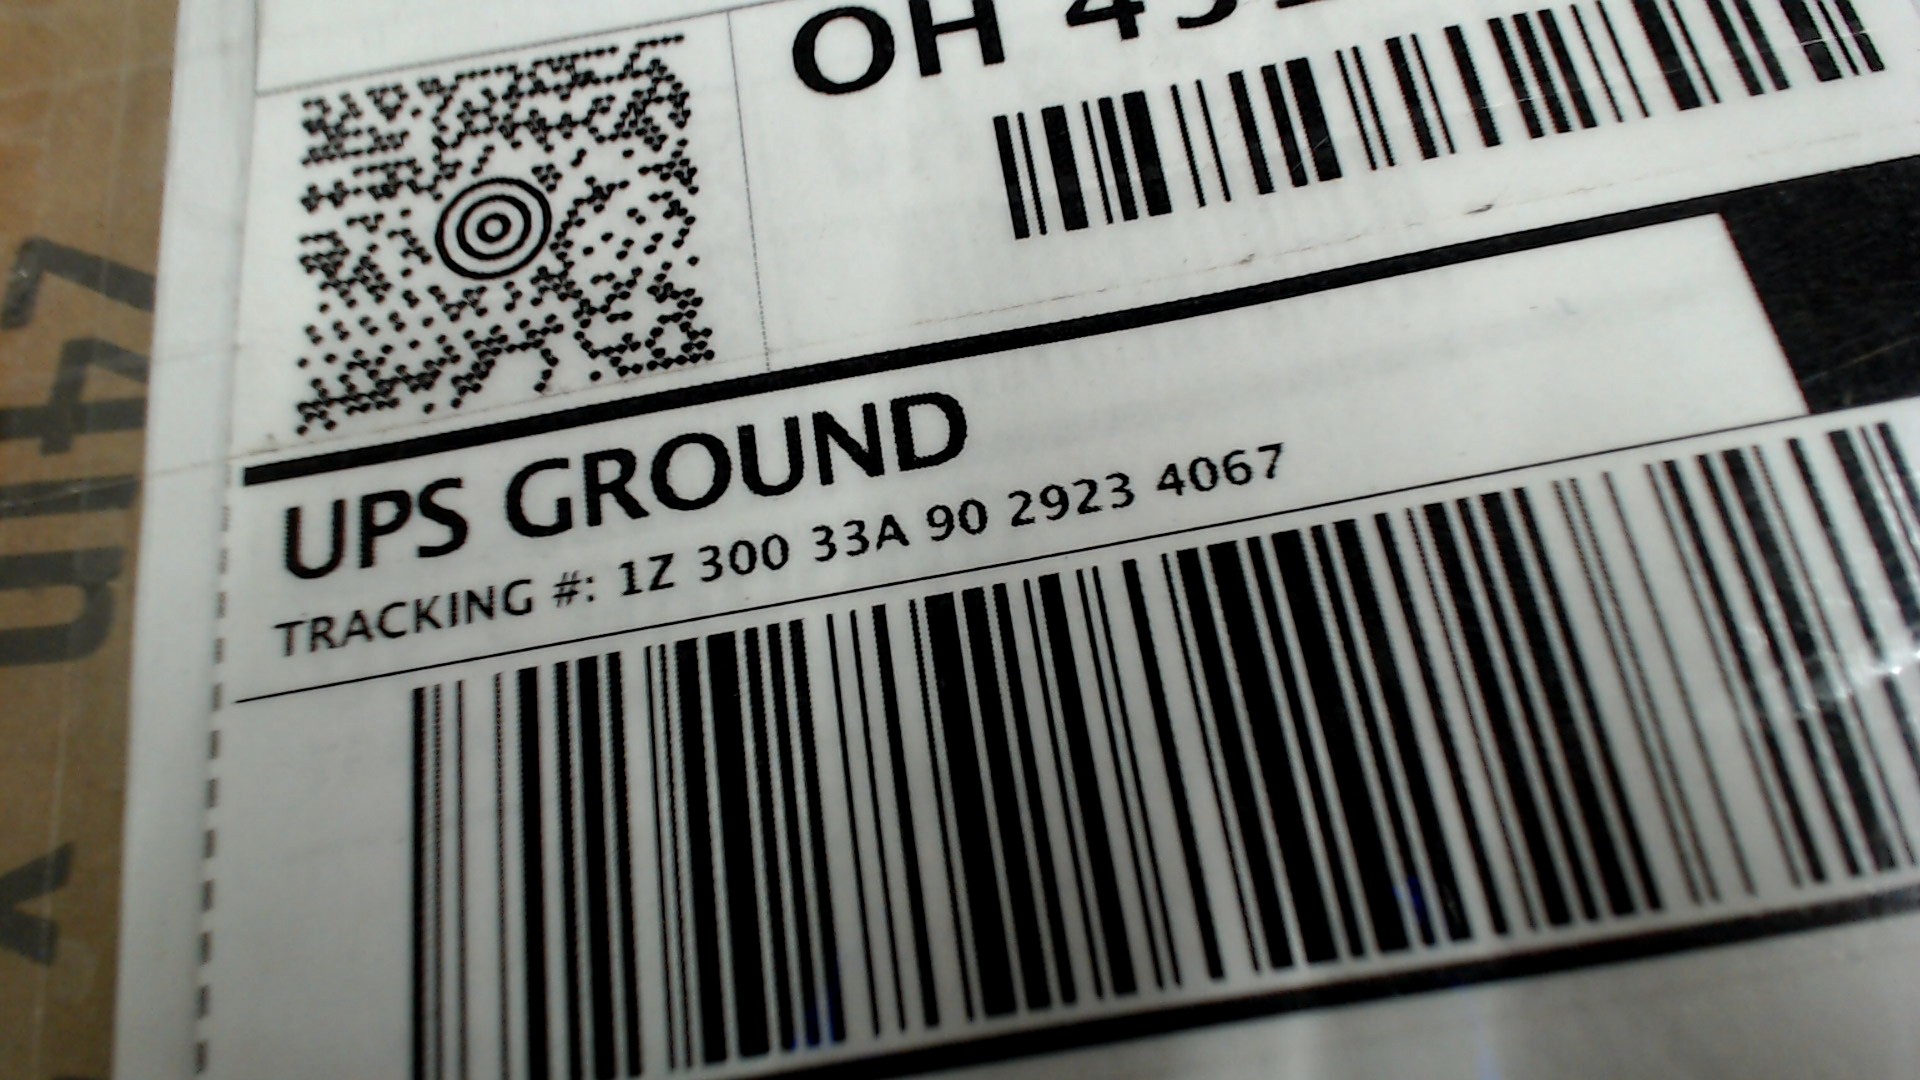 OH
UPS GROUND
TRACKING #: 1Z 300 33A 90 2923 4067